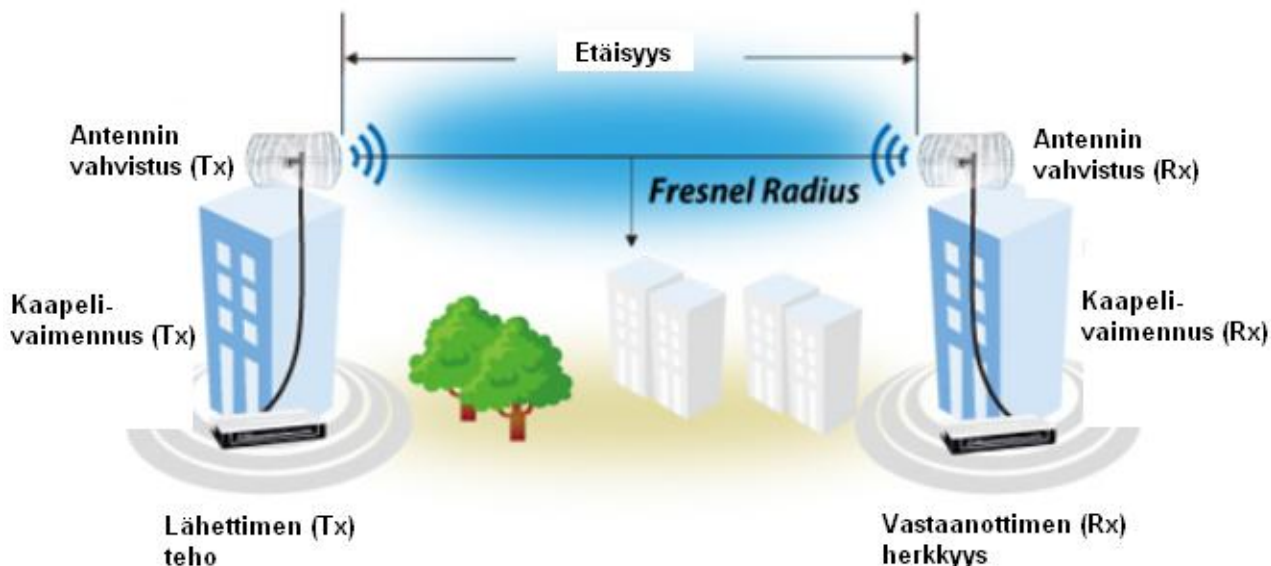 Etäisyys
Antennin
vahvistus (Tx)
Antennin
vahvistus (Rx)
Fresnel Radius
Kaapeli-
vaimennus (Tx)
Kaapeli-
vaimennus (Rx)
Lähettimen (Tx)
teho
Vastaanottimen (Rx)
herkkyys